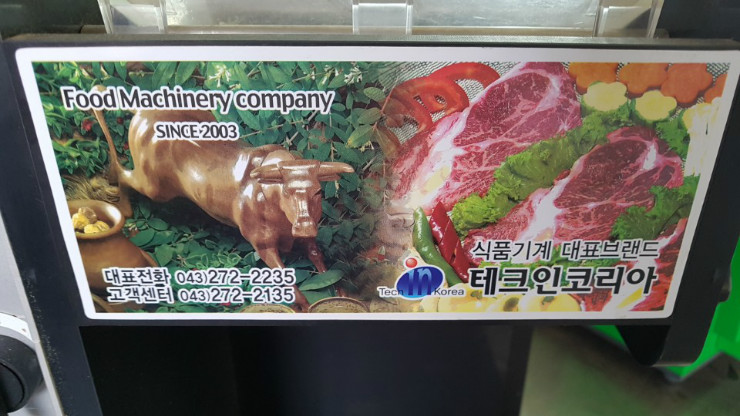 Food Machinery company
SINCE 2003
대표전화 043)272-2235
고객센터 043)272-2135
식품기계 대표브랜드
Tech in Korea 테크인코리아